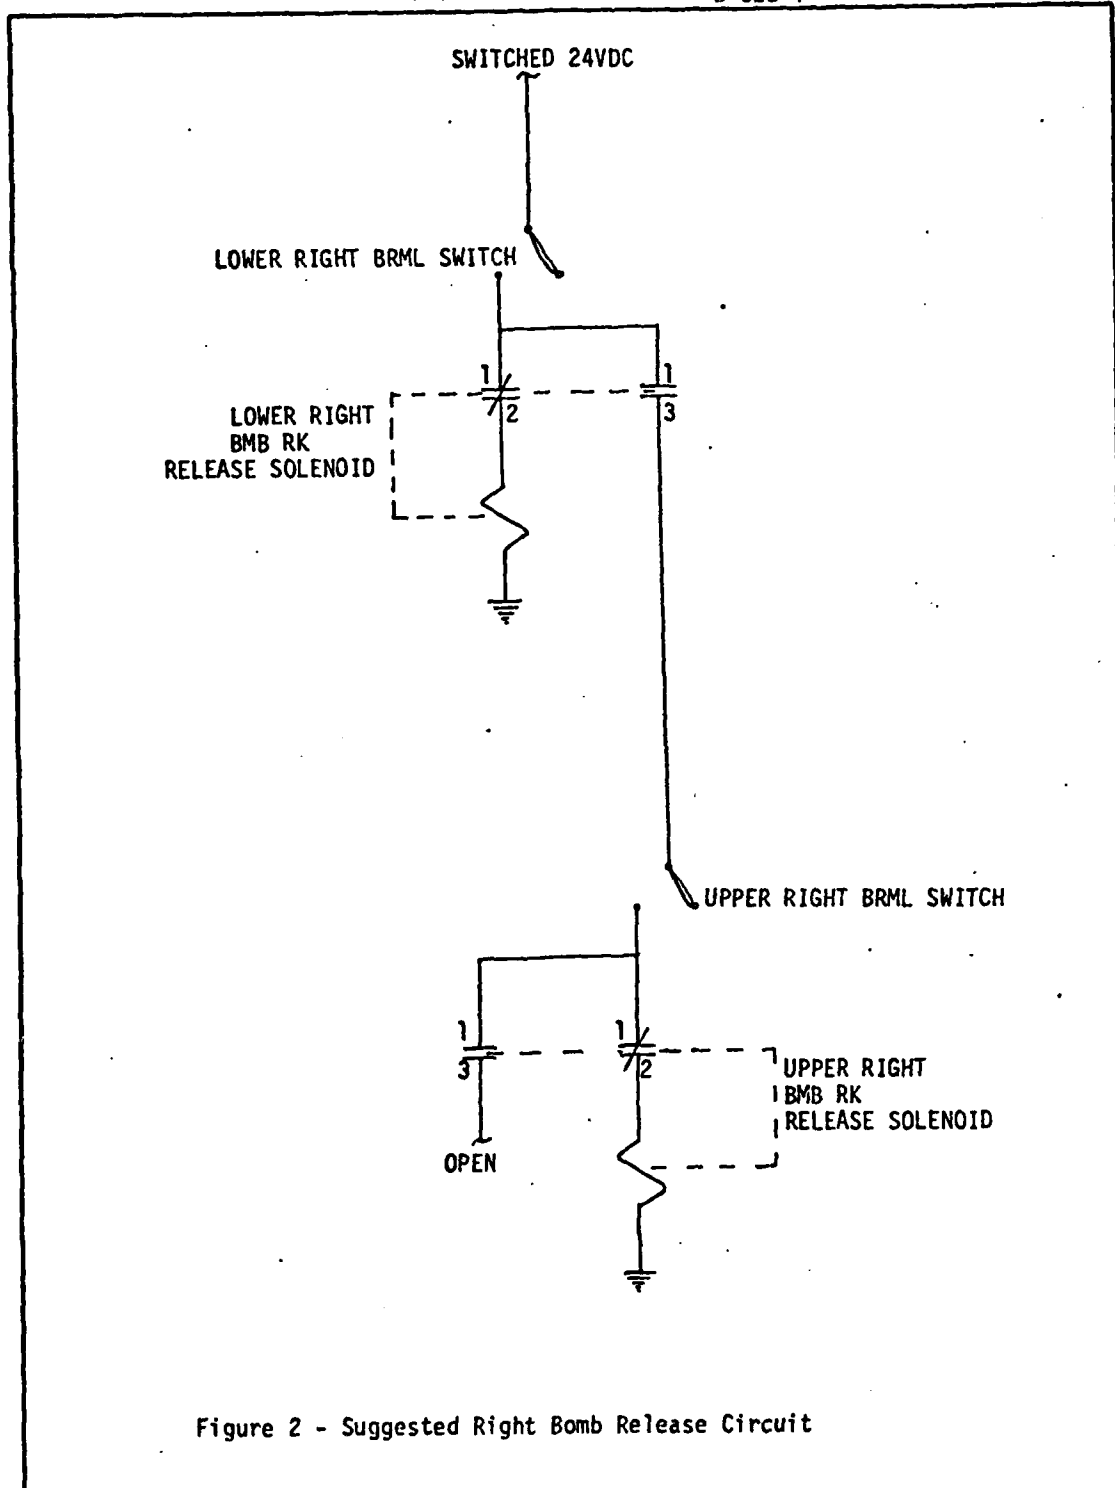 SWITCHED 24VDC
LOWER RIGHT BRML SWITCH
1
1
2
3
LOWER RIGHT
BMB RK
RELEASE SOLENOID
UPPER RIGHT BRML SWITCH
1
1
3
2
UPPER RIGHT
BMB RK
RELEASE SOLENOID
OPEN
Figure 2 - Suggested Right Bomb Release Circuit